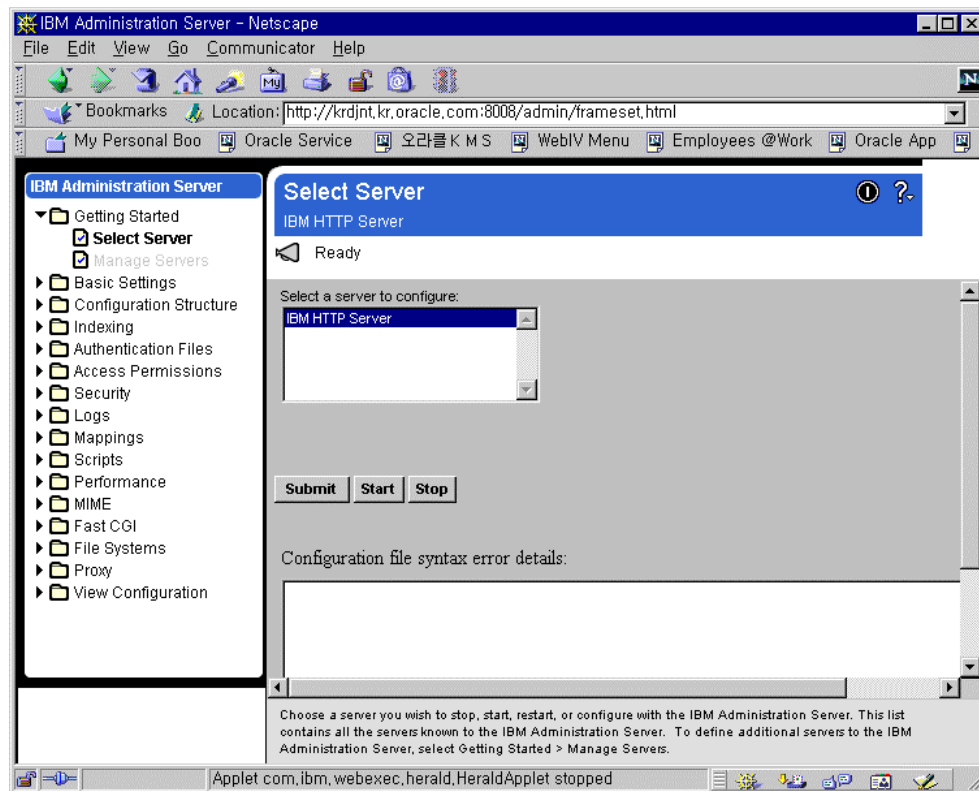 IBM Administration Server - Netscape
File Edit View Go Communicator Help
My
N
Bookmarks Location: http://krdjnt.kr.oracle.com:8008/admin/frameset.html
My Personal Boo Oracle Service 오라클 K M S WebIV Menu Employees @Work Oracle App
IBM Administration Server
Getting Started
Select Server
Manage Servers
Basic Settings
Configuration Structure
Indexing
Authentication Files
Access Permissions
Security
Logs
Mappings
Scripts
Performance
MIME
Fast CGI
File Systems
Proxy
View Configuration
Select Server
IBM HTTP Server
?
Ready
Select a server to configure:
IBM HTTP Server
Submit Start Stop
Configuration file syntax error details:
Choose a server you wish to stop, start, restart, or configure with the IBM Administration Server. This list
contains all the servers known to the IBM Administration Server. To define additional servers to the IBM
Administration Server, select Getting Started > Manage Servers.
Applet com.ibm.webexec.herald.HeraldApplet stopped